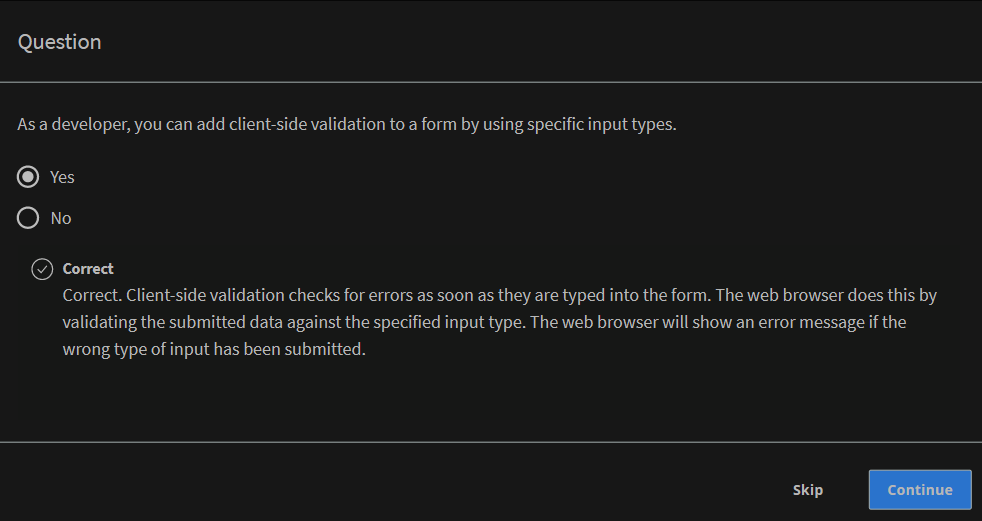 Question
As a developer, you can add client-side validation to a form by using specific input types.
Yes
No
Correct
Correct. Client-side validation checks for errors as soon as they are typed into the form. The web browser does this by
validating the submitted data against the specified input type. The web browser will show an error message if the
wrong type of input has been submitted.
Skip
Continue